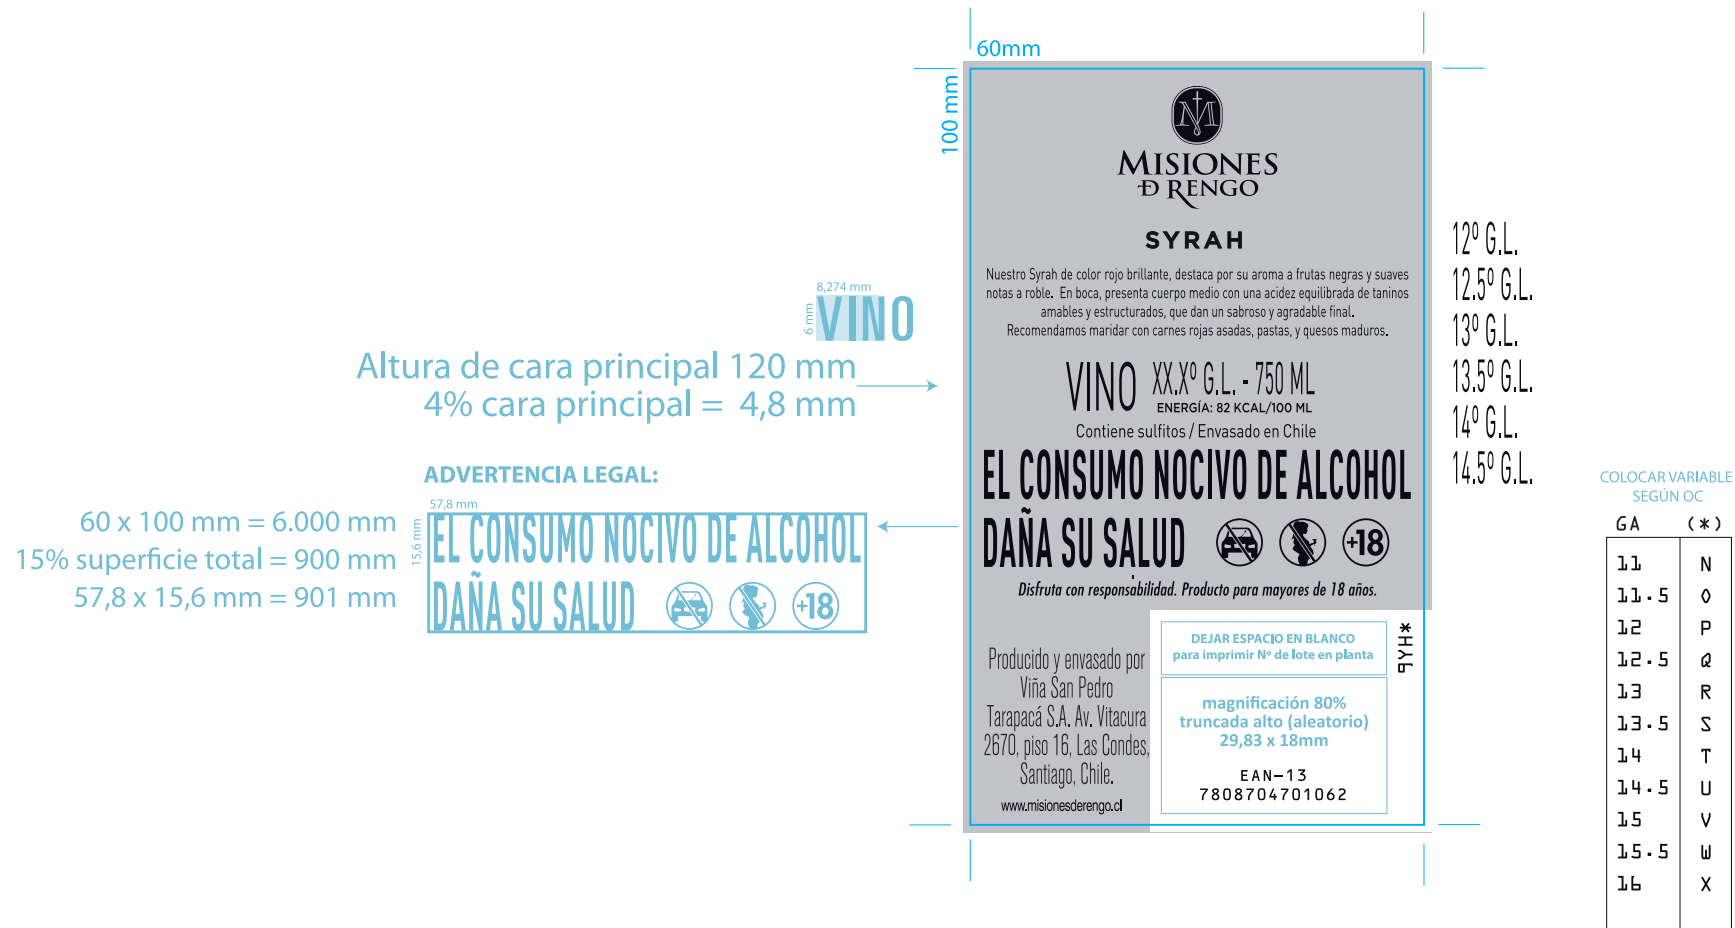 60mm
100 mm
M
MISIONES
Đ RENGO
SYRAH
Nuestro Syrah de color rojo brillante, destaca por su aroma a frutas negras y suaves
notas a roble. En boca, presenta cuerpo medio con una acidez equilibrada de taninos
amables y estructurados, que dan un sabroso y agradable final.
Recomendamos maridar con carnes rojas asadas, pastas, y quesos maduros.
VINO XX.Xº G.L. - 750 ML
ENERGÍA: 82 KCAL/100 ML
Contiene sulfitos / Envasado en Chile
EL CONSUMO NOCIVO DE ALCOHOL
DAÑA SU SALUD +18
Disfruta con responsabilidad. Producto para mayores de 18 años.
Producido y envasado por
Viña San Pedro
Tarapacá S.A. Av. Vitacura
2670, piso 16, Las Condes,
Santiago, Chile.
www.misionesderengo.cl
DEJAR ESPACIO EN BLANCO
para imprimir Nº de lote en planta
9YH*
magnificación 80%
truncada alto (aleatorio)
29,83 x 18mm
EAN-13
7808704701062
8,274 mm
6 mm
VINO
Altura de cara principal 120 mm
4% cara principal = 4,8 mm
ADVERTENCIA LEGAL:
57,8 mm
15,6 mm
EL CONSUMO NOCIVO DE ALCOHOL
DAÑA SU SALUD +18
60 x 100 mm = 6.000 mm
15% superficie total = 900 mm
57,8 x 15,6 mm = 901 mm
12º G.L.
12.5º G.L.
13º G.L.
13.5º G.L.
14º G.L.
14.5º G.L.
COLOCAR VARIABLE
SEGÚN OC
GA (*)
11 N
11.5 O
12 P
12.5 Q
13 R
13.5 S
14 T
14.5 U
15 V
15.5 W
16 X